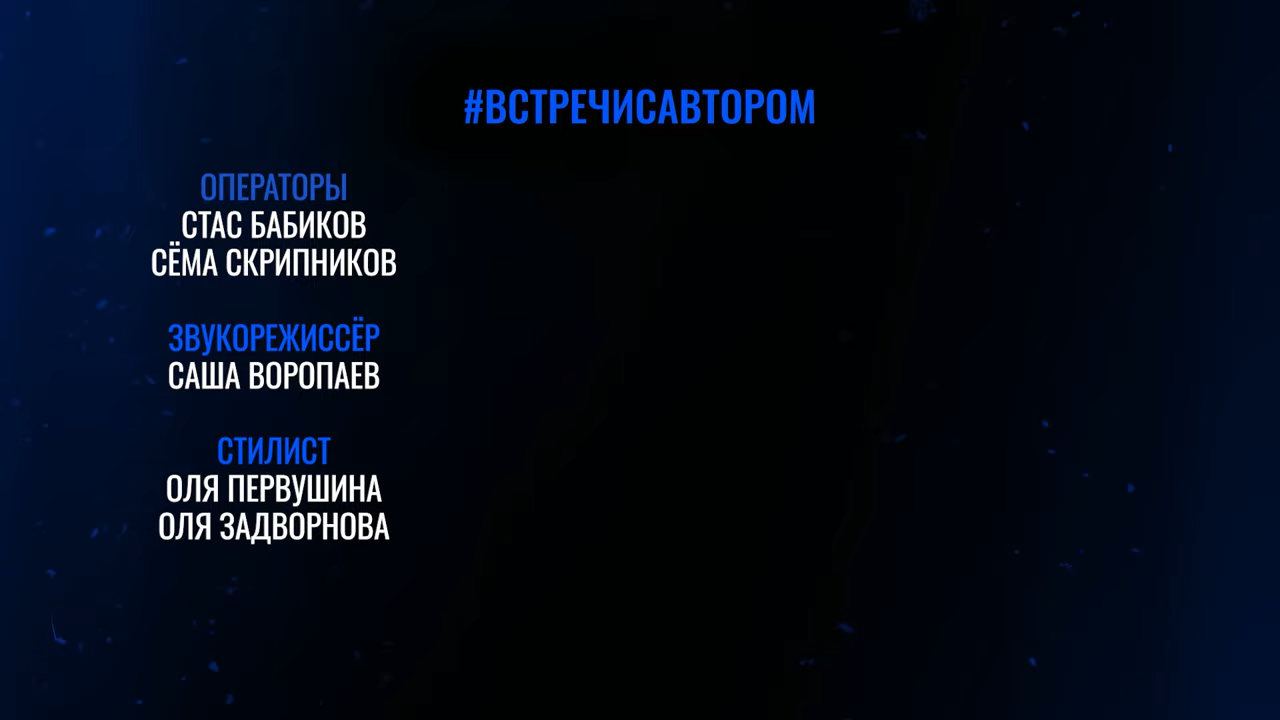 #ВСТРЕЧИСАВТОРОМ
ОПЕРАТОРЫ
СТАС БАБИКОВ
СЁМА СКРИПНИКОВ
ЗВУКОРЕЖИССЁР
САША ВОРОПАЕВ
СТИЛИСТ
ОЛЯ ПЕРВУШИНА
ОЛЯ ЗАДВОРНОВА